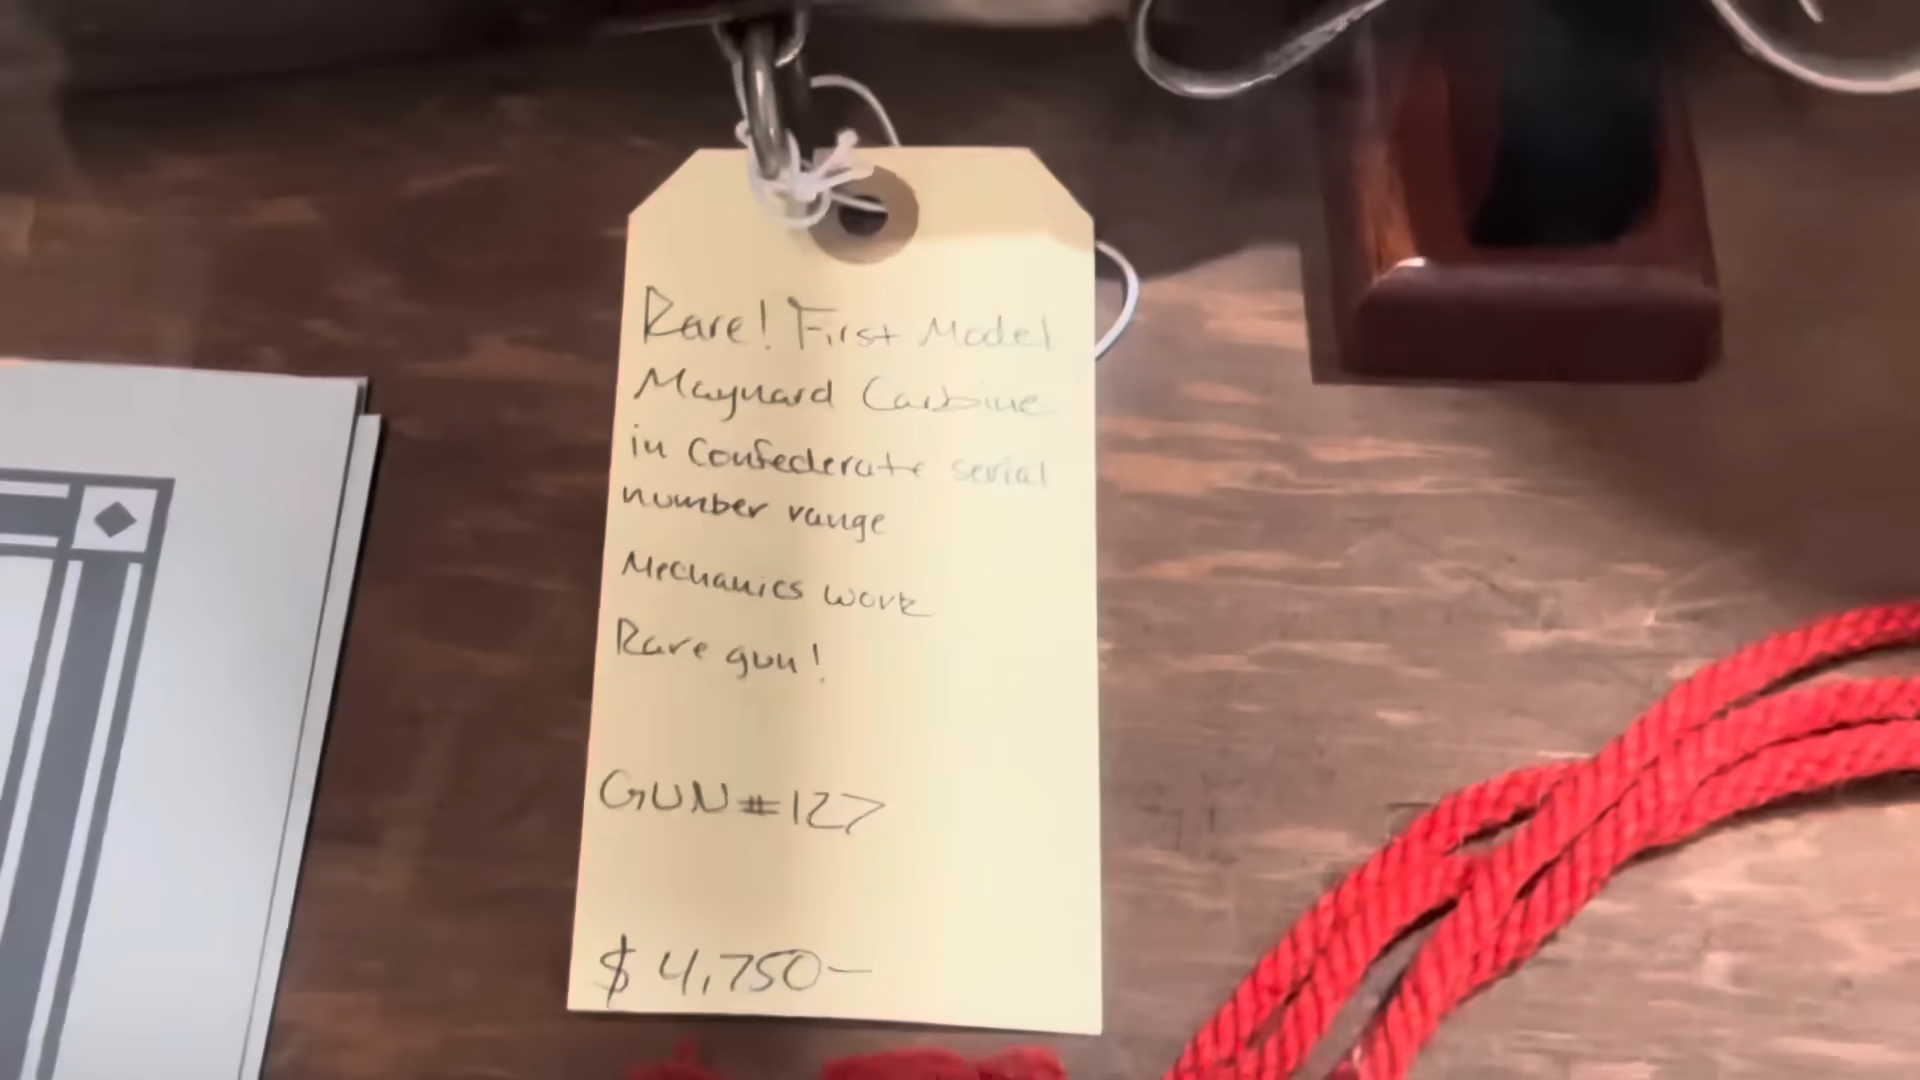 Rare! First Model
Maynard Carbine
in Confederate serial
number range
Mechanics work
Rare gun!
GUN #127
$4,750—